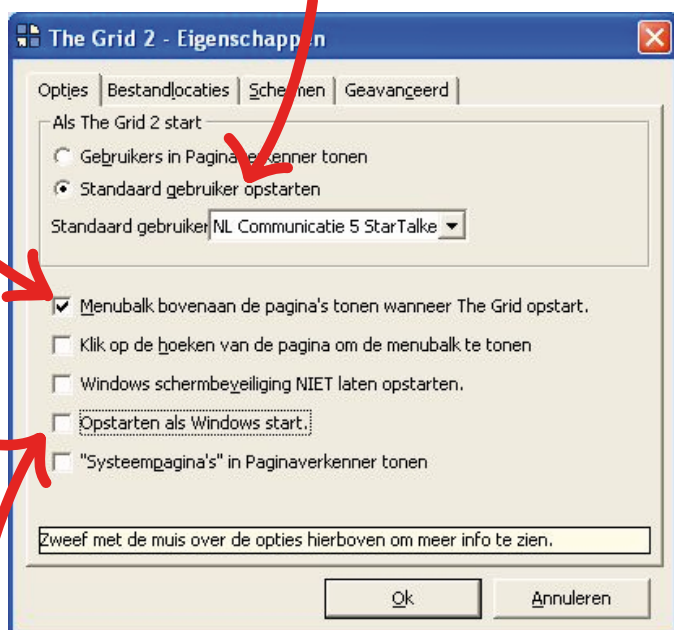 The Grid 2 - Eigenschappen
Opties Bestandlocaties Schermen Geavanceerd
Als The Grid 2 start
Gebruikers in Paginaverkenner tonen
Standaard gebruiker opstarten
Standaard gebruiker NL Communicatie 5 StarTalke
Menubalk bovenaan de pagina's tonen wanneer The Grid opstart.
Klik op de hoeken van de pagina om de menubalk te tonen
Windows schermbeveiliging NIET laten opstarten.
Opstarten als Windows start.
"Systeempagina's" in Paginaverkenner tonen
Zweef met de muis over de opties hierboven om meer info te zien.
Ok Annuleren